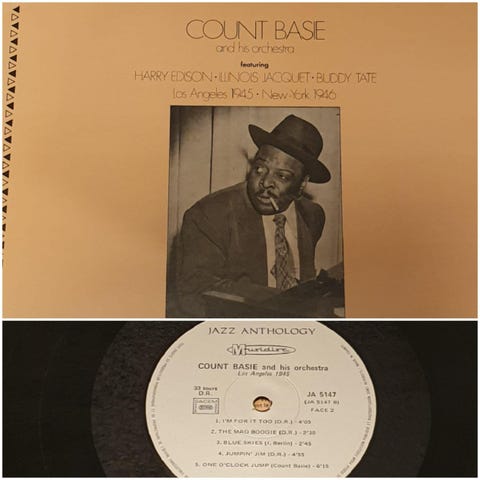 COUNT BASIE
and his orchestra
featuring
HARRY EDISON • ILLINOIS JACQUET • BUDDY TATE
Los Angeles 1945 • New-York 1946
JAZZ ANTHOLOGY
Musidisc
COUNT BASIE and his orchestra
Los Angeles 1945
33 tours
D.R.
SACEM
JA 5147
(JA 5147 B)
FACE 2
1. I'M FOR IT TOO (D.R.) - 4'05
2. THE MAD BOOGIE (D.R.) - 2'30
3. BLUE SKIES (I. Berlin) - 2'45
4. JUMPIN' JIM (D.R.) - 4'55
5. ONE O'CLOCK JUMP (Count Basie) - 6'15